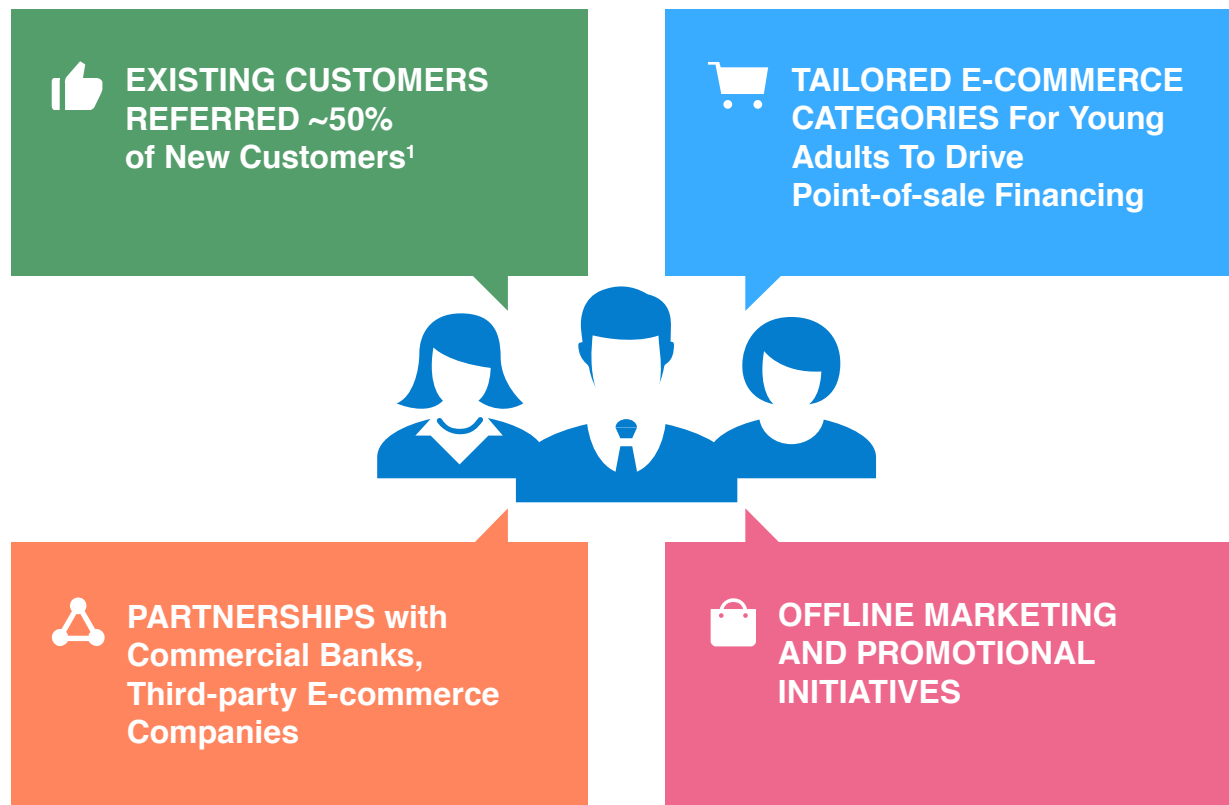 EXISTING CUSTOMERS
REFERRED ~50%
of New Customers¹
TAILORED E-COMMERCE
CATEGORIES For Young
Adults To Drive
Point-of-sale Financing
PARTNERSHIPS with
Commercial Banks,
Third-party E-commerce
Companies
OFFLINE MARKETING
AND PROMOTIONAL
INITIATIVES